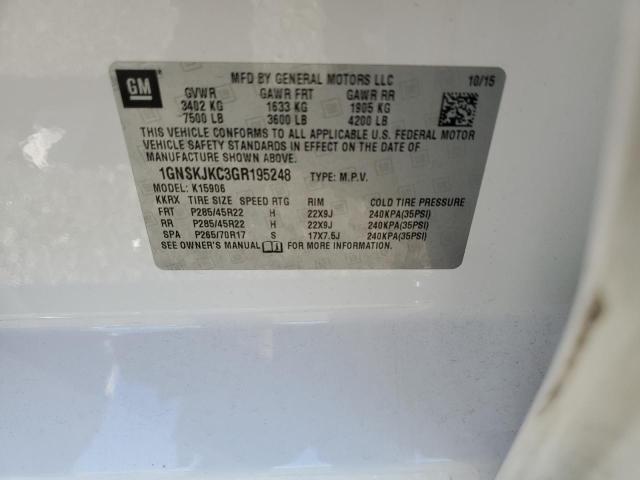 GM
MFD BY GENERAL MOTORS LLC 10/15
GVWR GAWR FRT GAWR RR
3402 KG 1633 KG 1905 KG
7500 LB 3600 LB 4200 LB
THIS VEHICLE CONFORMS TO ALL APPLICABLE U.S. FEDERAL MOTOR
VEHICLE SAFETY STANDARDS IN EFFECT ON THE DATE OF
MANUFACTURE SHOWN ABOVE.
1GNSKJKC3GR195248 TYPE: M.P.V.
MODEL: K15906
KKRX TIRE SIZE SPEED RTG RIM COLD TIRE PRESSURE
FRT P285/45R22 H 22X9J 240KPA(35PSI)
RR P285/45R22 H 22X9J 240KPA(35PSI)
SPA P265/70R17 S 17X7.5J 240KPA(35PSI)
SEE OWNER'S MANUAL FOR MORE INFORMATION